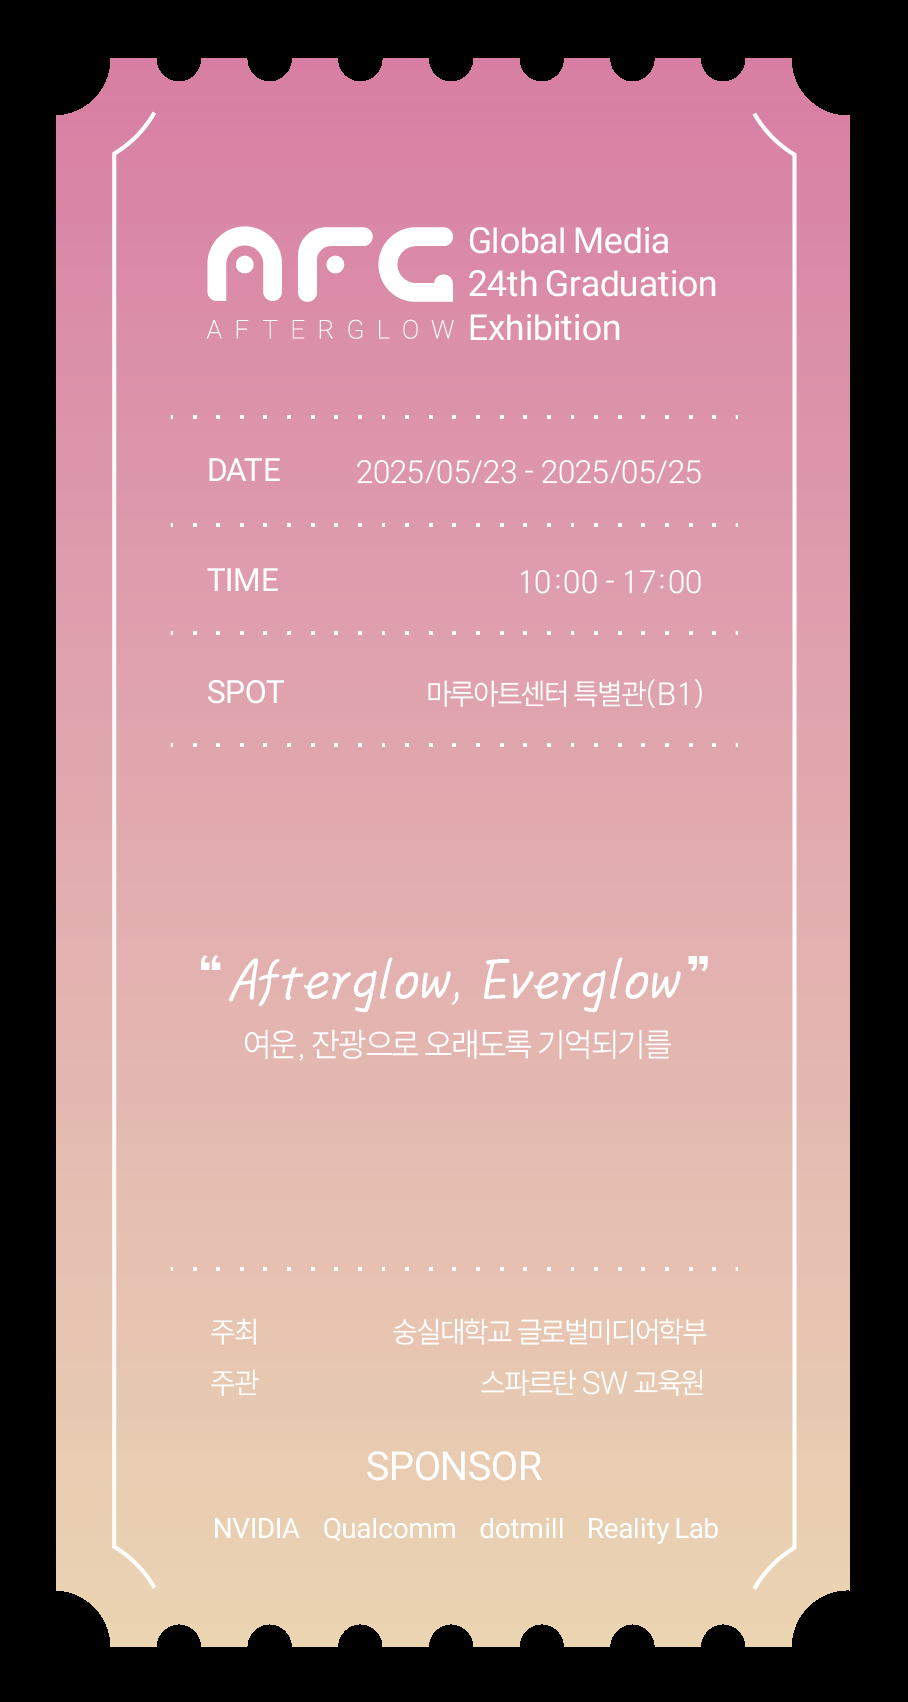 AFG Global Media
24th Graduation
AFTERGLOW Exhibition
DATE 2025/05/23 - 2025/05/25
TIME 10:00 - 17:00
SPOT 마루아트센터 특별관(B1)
“Afterglow, Everglow”
여운, 잔광으로 오래도록 기억되기를
주최 숭실대학교 글로벌미디어학부
주관 스파르탄 SW 교육원
SPONSOR
NVIDIA Qualcomm dotmill Reality Lab